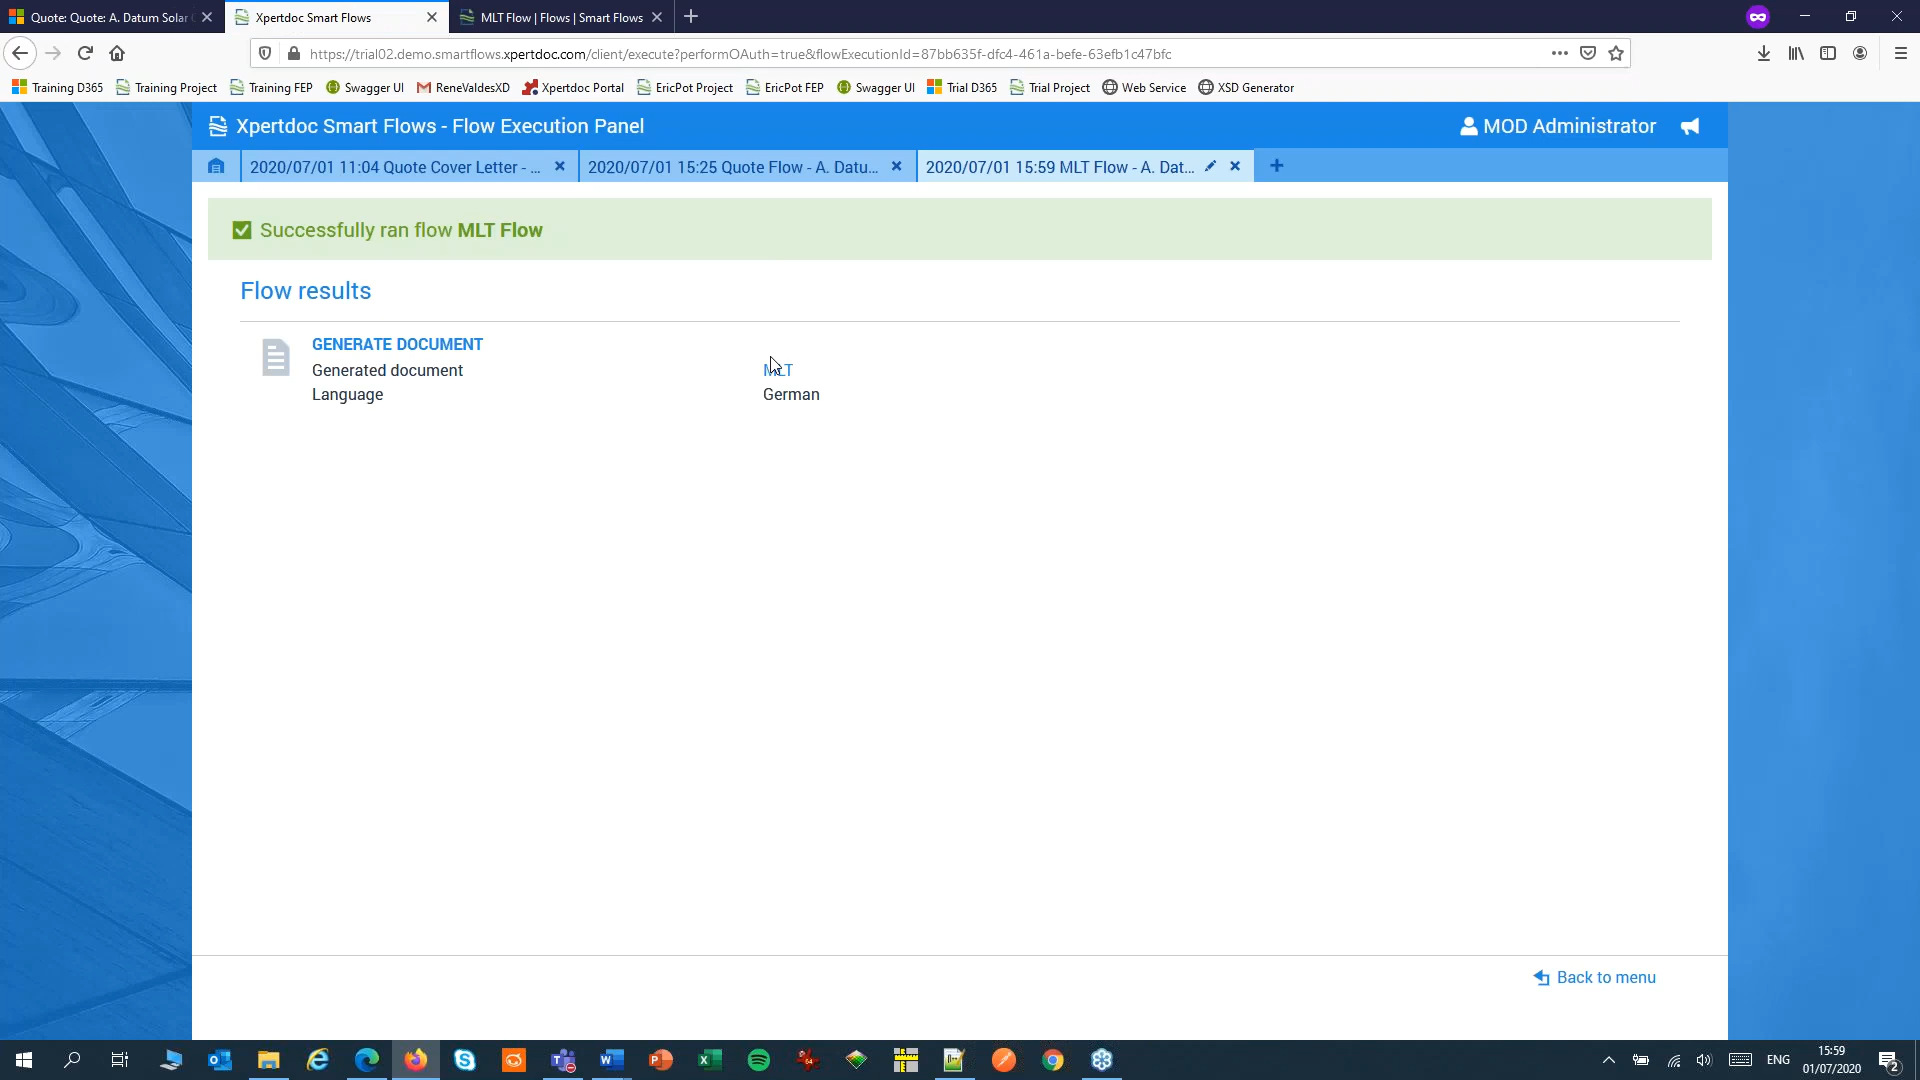 Quote: Quote: A. Datum Solar
Xpertdoc Smart Flows
MLT Flow | Flows | Smart Flows
https://trial02.demo.smartflows.xpertdoc.com/client/execute?performOAuth=true&flowExecutionId=87bb635f-dfc4-461a-befe-63efb1c47bfc
Training D365
Training Project
Training FEP
Swagger UI
ReneValdesXD
Xpertdoc Portal
EricPot Project
EricPot FEP
Swagger UI
Trial D365
Trial Project
Web Service
XSD Generator
Xpertdoc Smart Flows - Flow Execution Panel
MOD Administrator
2020/07/01 11:04 Quote Cover Letter - ...
2020/07/01 15:25 Quote Flow - A. Datu...
2020/07/01 15:59 MLT Flow - A. Dat...
Successfully ran flow MLT Flow
Flow results
GENERATE DOCUMENT
Generated document
MLT
Language
German
Back to menu
ENG
15:59
01/07/2020
2